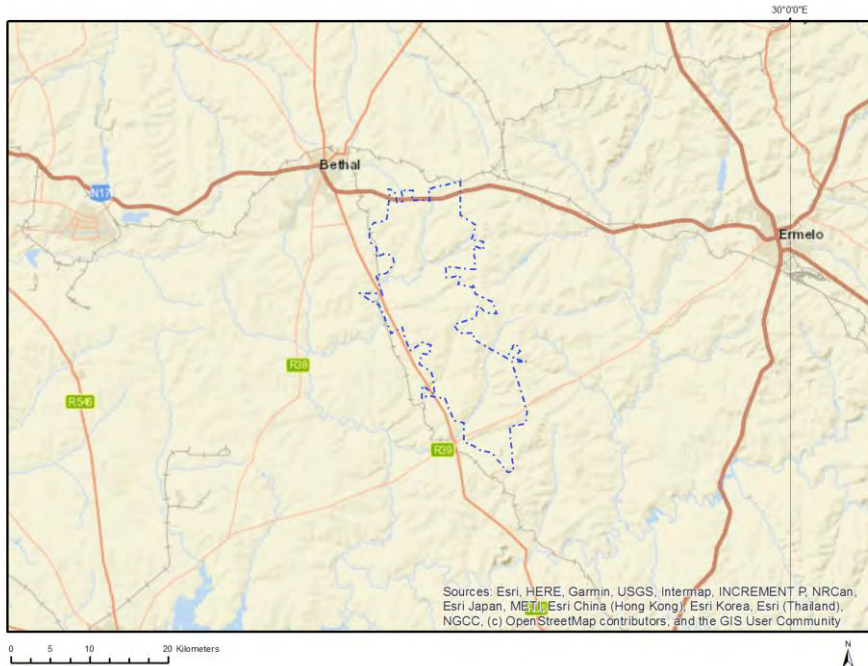 30°0'0"E
Bethal
N17
Ermelo
R38
R546
R39
Sources: Esri, HERE, Garmin, USGS, Intermap, INCREMENT P, NRCan,
Esri Japan, METI, Esri China (Hong Kong), Esri Korea, Esri (Thailand),
NGCC, (c) OpenStreetMap contributors, and the GIS User Community
0 5 10 20 Kilometers
N